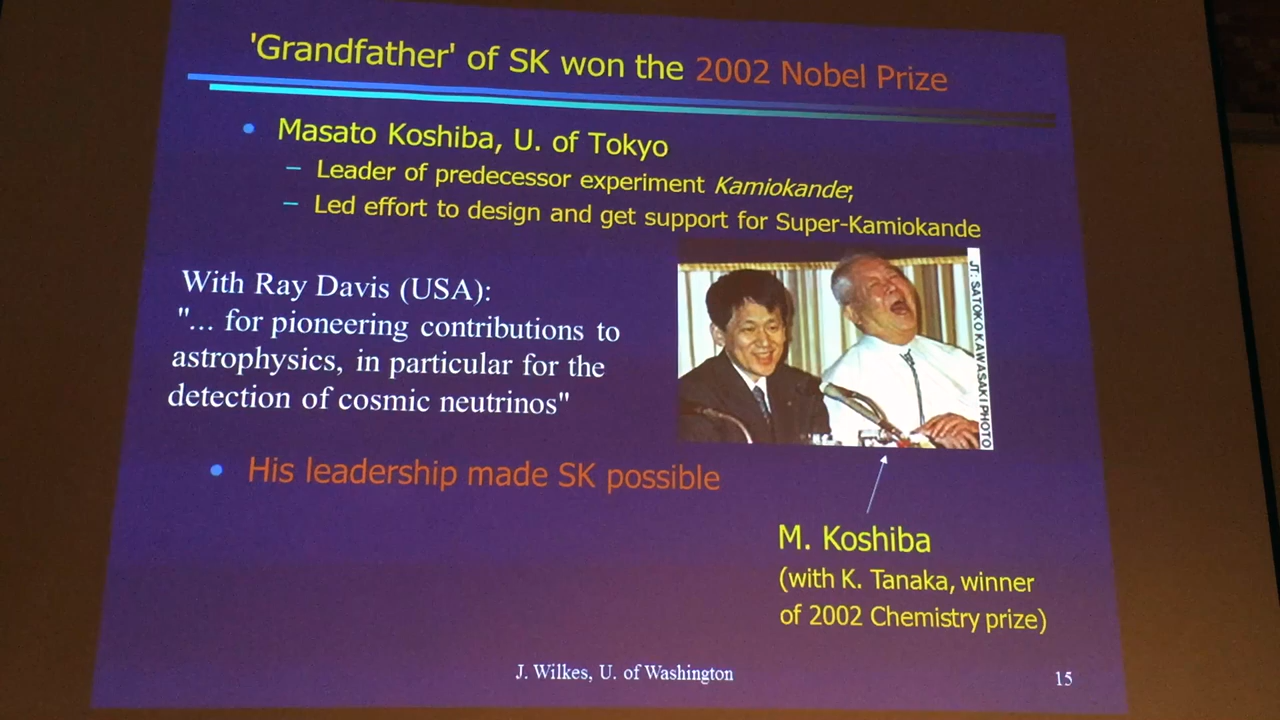 'Grandfather' of SK won the 2002 Nobel Prize
• Masato Koshiba, U. of Tokyo
– Leader of predecessor experiment Kamiokande;
– Led effort to design and get support for Super-Kamiokande
With Ray Davis (USA):
"... for pioneering contributions to
astrophysics, in particular for the
detection of cosmic neutrinos"
JT: SATOKO KAWASAKI PHOTO
• His leadership made SK possible
M. Koshiba
(with K. Tanaka, winner
of 2002 Chemistry prize)
J. Wilkes, U. of Washington
15